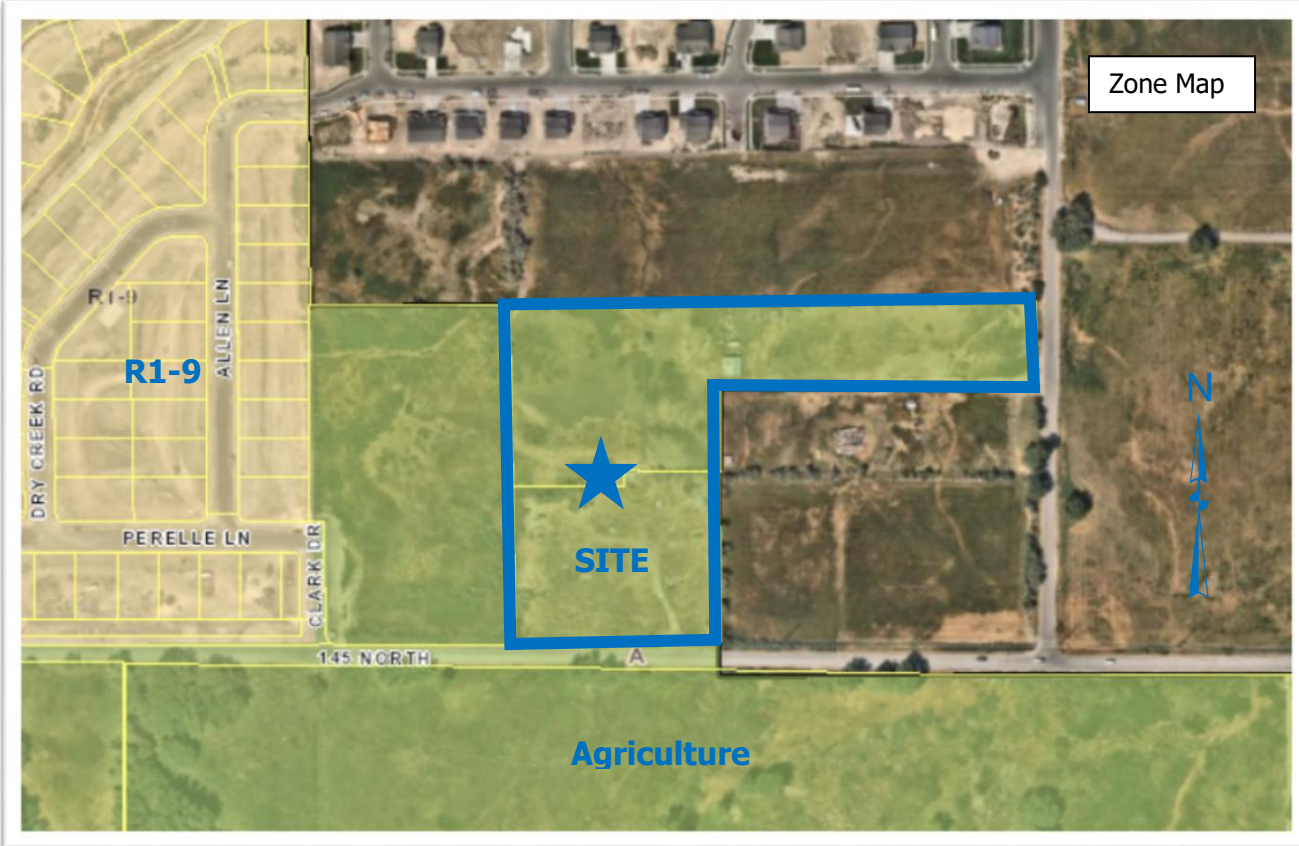 Zone Map
R1-9
R1-9
ALLEN LN
DRY CREEK RD
N
PERELLE LN
CLARK DR
SITE
145 NORTH
A
Agriculture